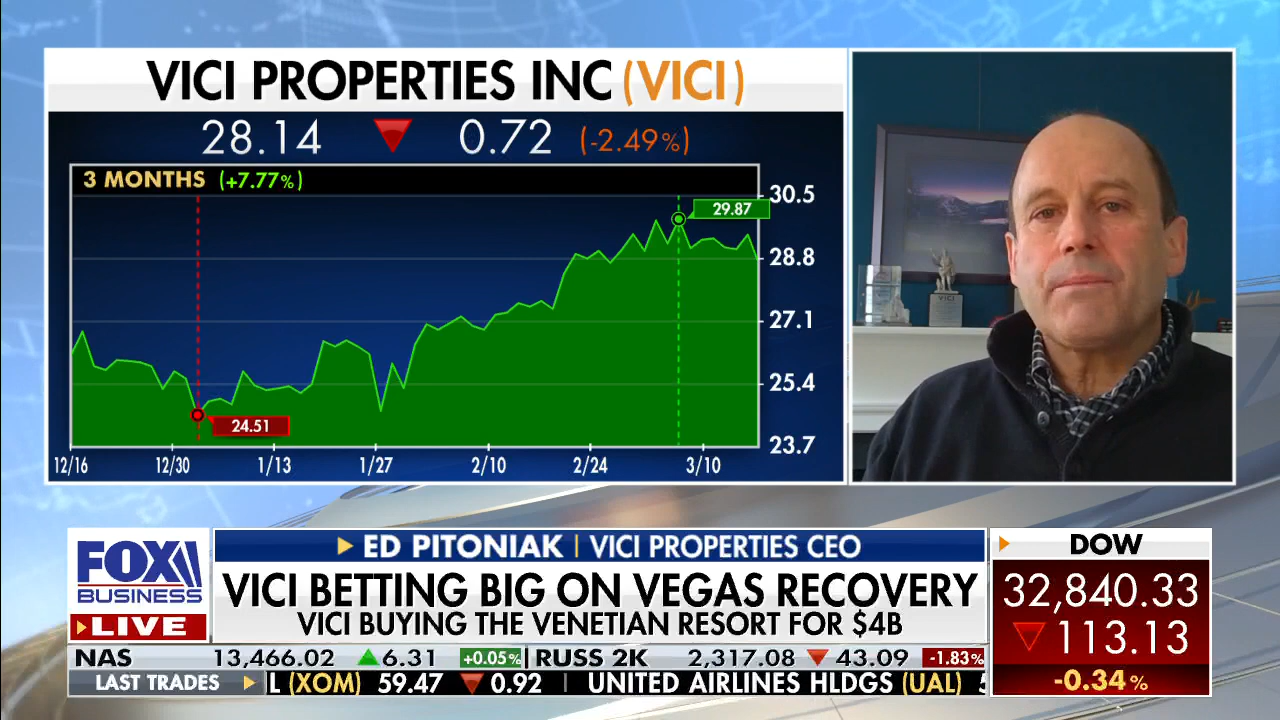 VICI PROPERTIES INC (VICI)
28.14 ▼ 0.72 (-2.49%)
3 MONTHS (+7.77%)
30.5
29.87
28.8
27.1
25.4
24.51
23.7
12/16 12/30 1/13 1/27 2/10 2/24 3/10
VICI
ED PITONIAK | VICI PROPERTIES CEO
VICI BETTING BIG ON VEGAS RECOVERY
VICI BUYING THE VENETIAN RESORT FOR $4B
FOX
BUSINESS
LIVE
DOW
32,840.33
▼ 113.13
-0.34%
NAS 13,466.02 ▲ 6.31 +0.05% RUSS 2K 2,317.08 ▼ 43.09 -1.83%
LAST TRADES L (XOM) 59.47 ▼ 0.92 | UNITED AIRLINES HLDGS (UAL)